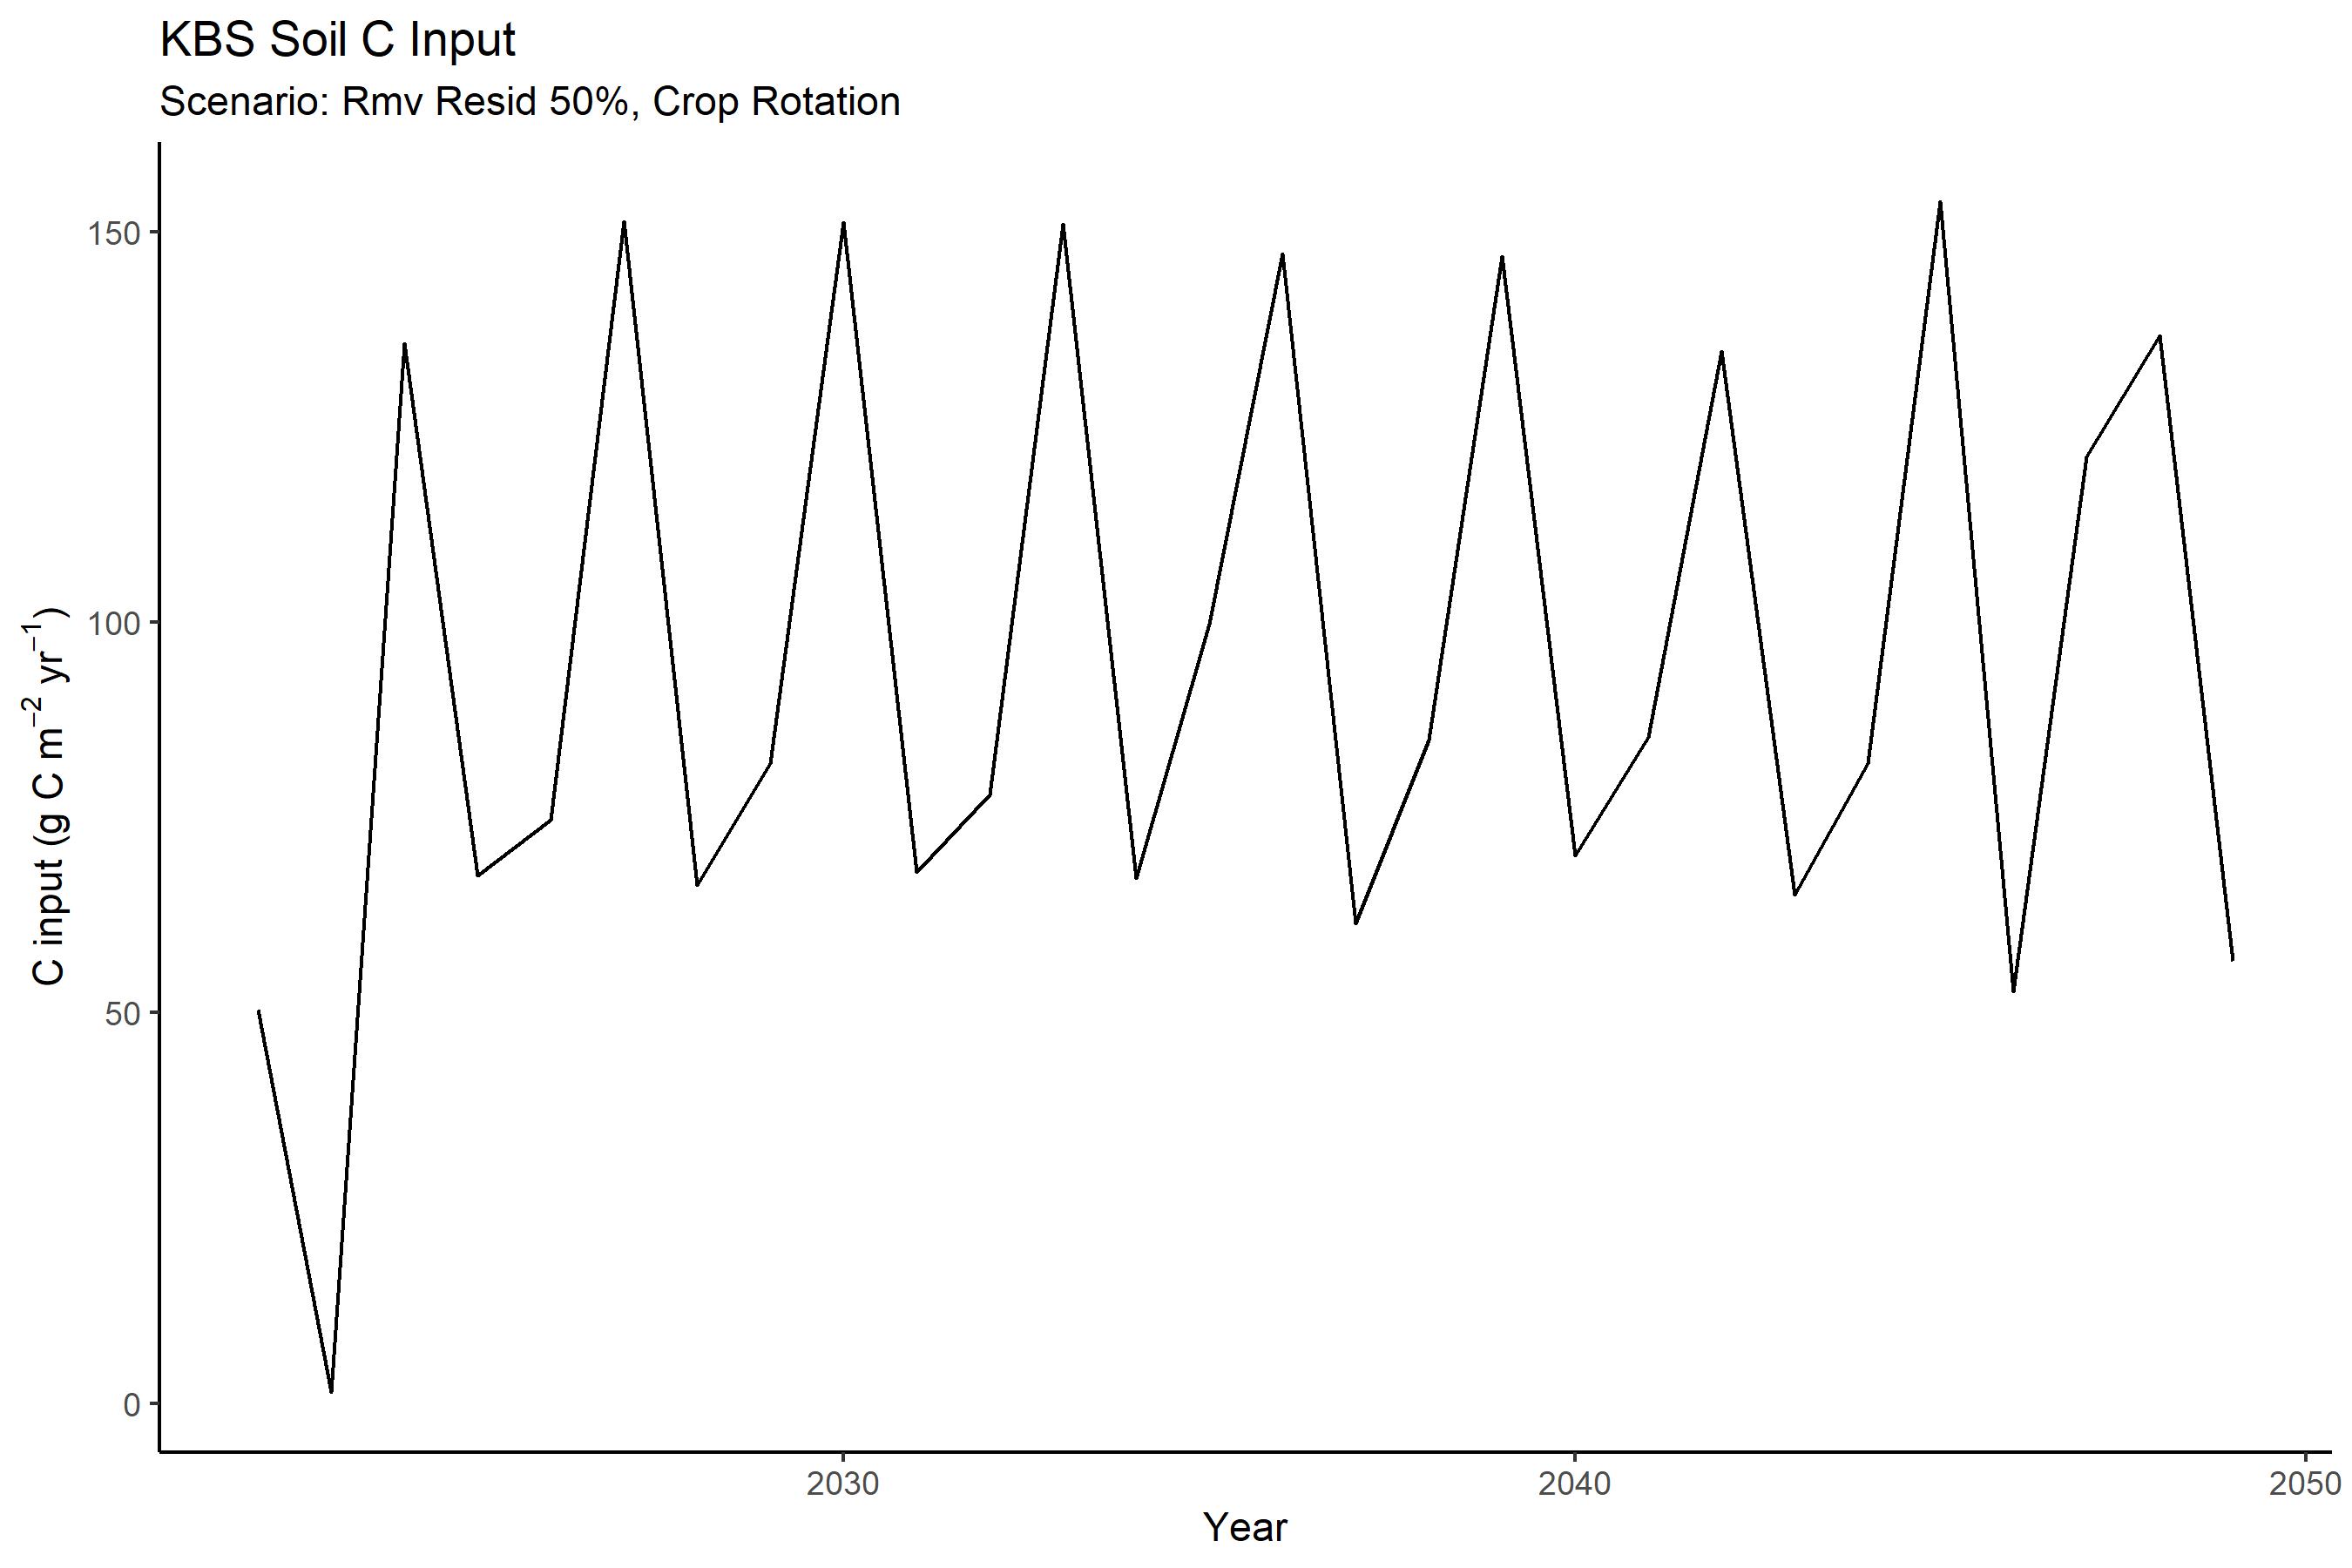 KBS Soil C Input
Scenario: Rmv Resid 50%, Crop Rotation
C input (g C m⁻² yr⁻¹)
150
100
50
0
2030
2040
2050
Year